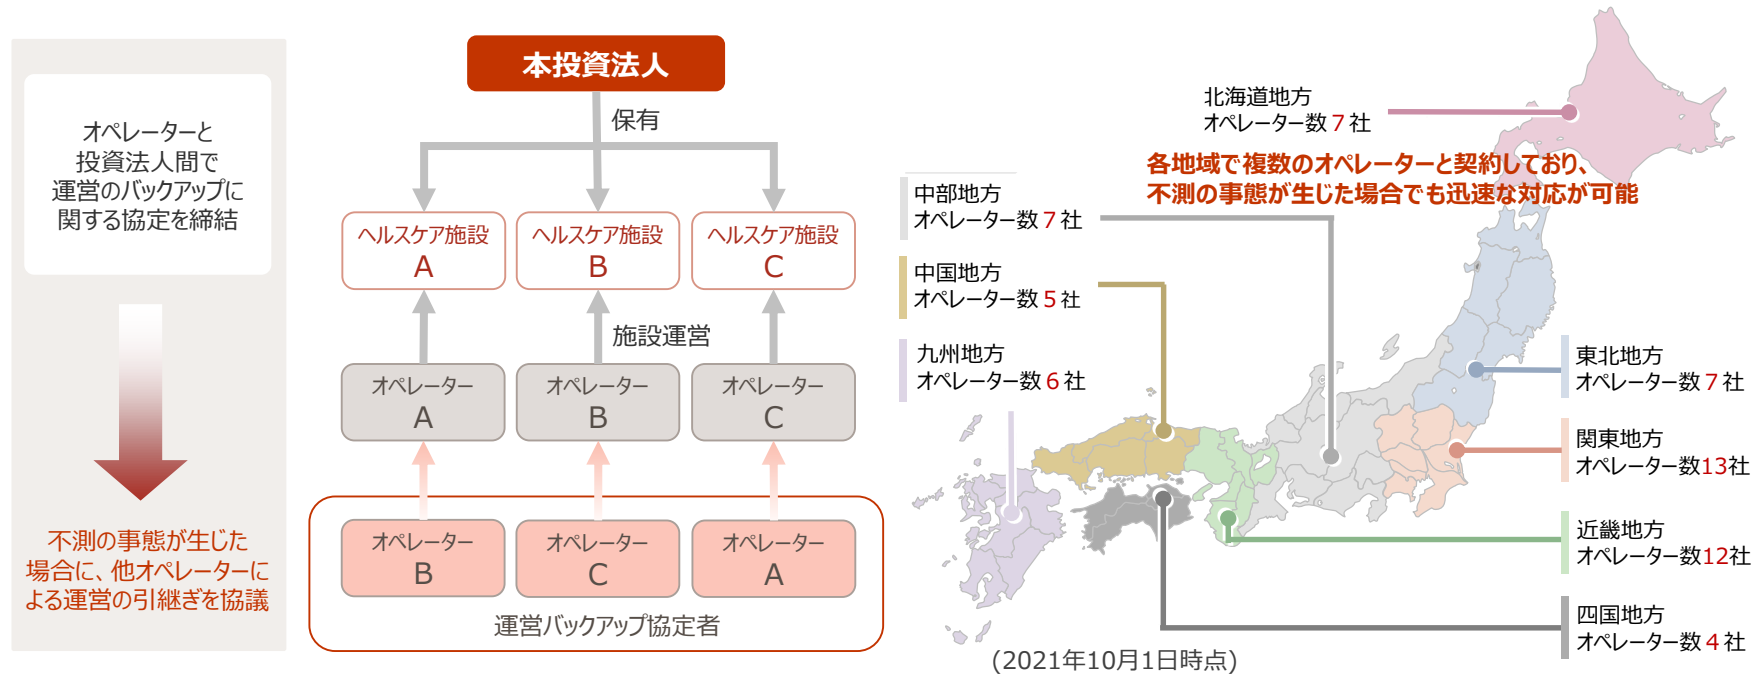 オペレーターと
投資法人間で
運営のバックアップに
関する協定を締結
不測の事態が生じた
場合に、他オペレーターに
よる運営の引継ぎを協議
本投資法人
保有
ヘルスケア施設
A
ヘルスケア施設
B
ヘルスケア施設
C
施設運営
オペレーター
A
オペレーター
B
オペレーター
C
オペレーター
B
オペレーター
C
オペレーター
A
運営バックアップ協定者
北海道地方
オペレーター数7社
各地域で複数のオペレーターと契約しており、
不測の事態が生じた場合でも迅速な対応が可能
中部地方
オペレーター数7社
中国地方
オペレーター数5社
九州地方
オペレーター数6社
東北地方
オペレーター数7社
関東地方
オペレーター数13社
近畿地方
オペレーター数12社
四国地方
オペレーター数4社
(2021年10月1日時点)